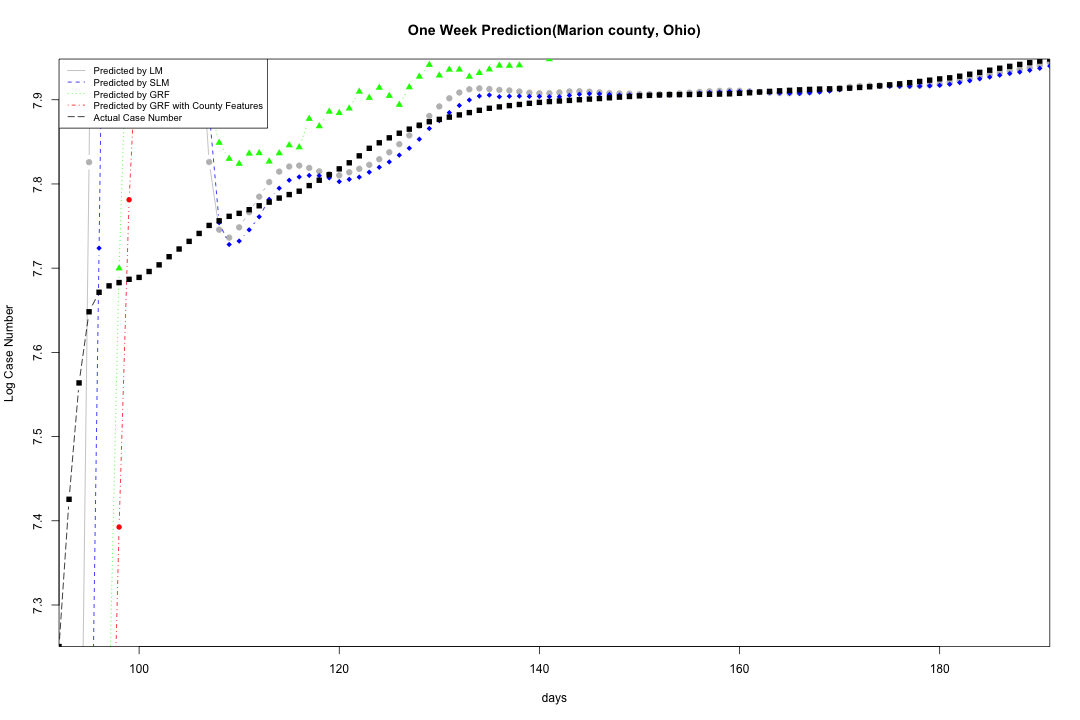 One Week Prediction(Marion county, Ohio)
Predicted by LM
Predicted by SLM
Predicted by GRF
Predicted by GRF with County Features
Actual Case Number
Log Case Number
7.9
7.8
7.7
7.6
7.5
7.4
7.3
100 120 140 160 180
days